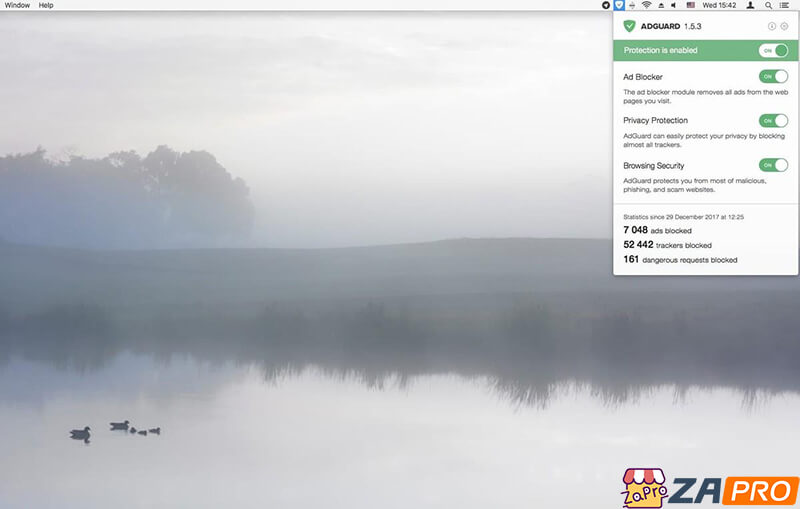 Window Help
Wed 15:42
ADGUARD 1.5.3
Protection is enabled ON
Ad Blocker ON
The ad blocker module removes all ads from the web
pages you visit.
Privacy Protection ON
AdGuard can easily protect your privacy by blocking
almost all trackers.
Browsing Security ON
AdGuard protects you from most of malicious,
phishing, and scam websites.
Statistics since 29 December 2017 at 12:25
7 048 ads blocked
52 442 trackers blocked
161 dangerous requests blocked
ZaPro
ZAPRO